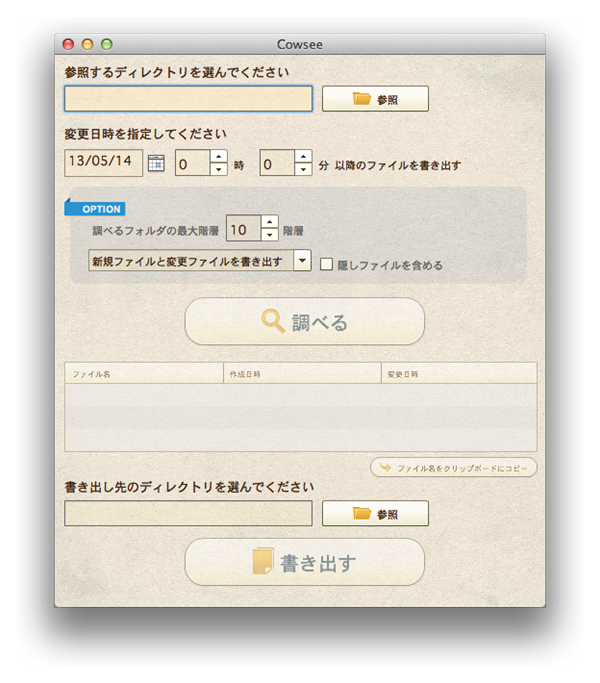 Cowsee
参照するディレクトリを選んでください
参照
変更日時を指定してください
13/05/14 0 時 0 分 以降のファイルを書き出す
OPTION
調べるフォルダの最大階層 10 階層
新規ファイルと変更ファイルを書き出す 隠しファイルを含める
調べる
ファイル名 作成日時 変更日時
ファイル名をクリップボードにコピー
書き出し先のディレクトリを選んでください
参照
書き出す